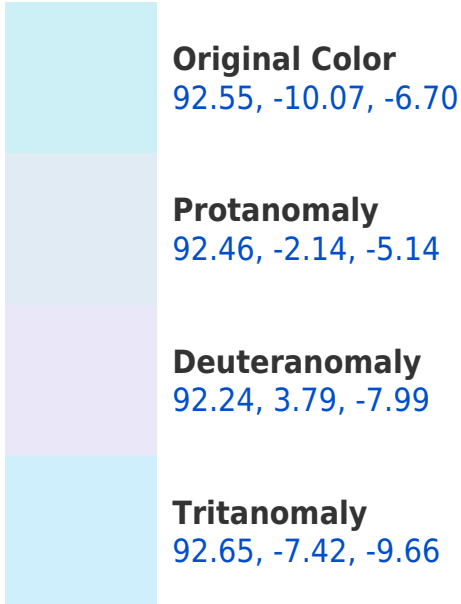 Original Color
92.55, -10.07, -6.70
Protanomaly
92.46, -2.14, -5.14
Deuteranomaly
92.24, 3.79, -7.99
Tritanomaly
92.65, -7.42, -9.66